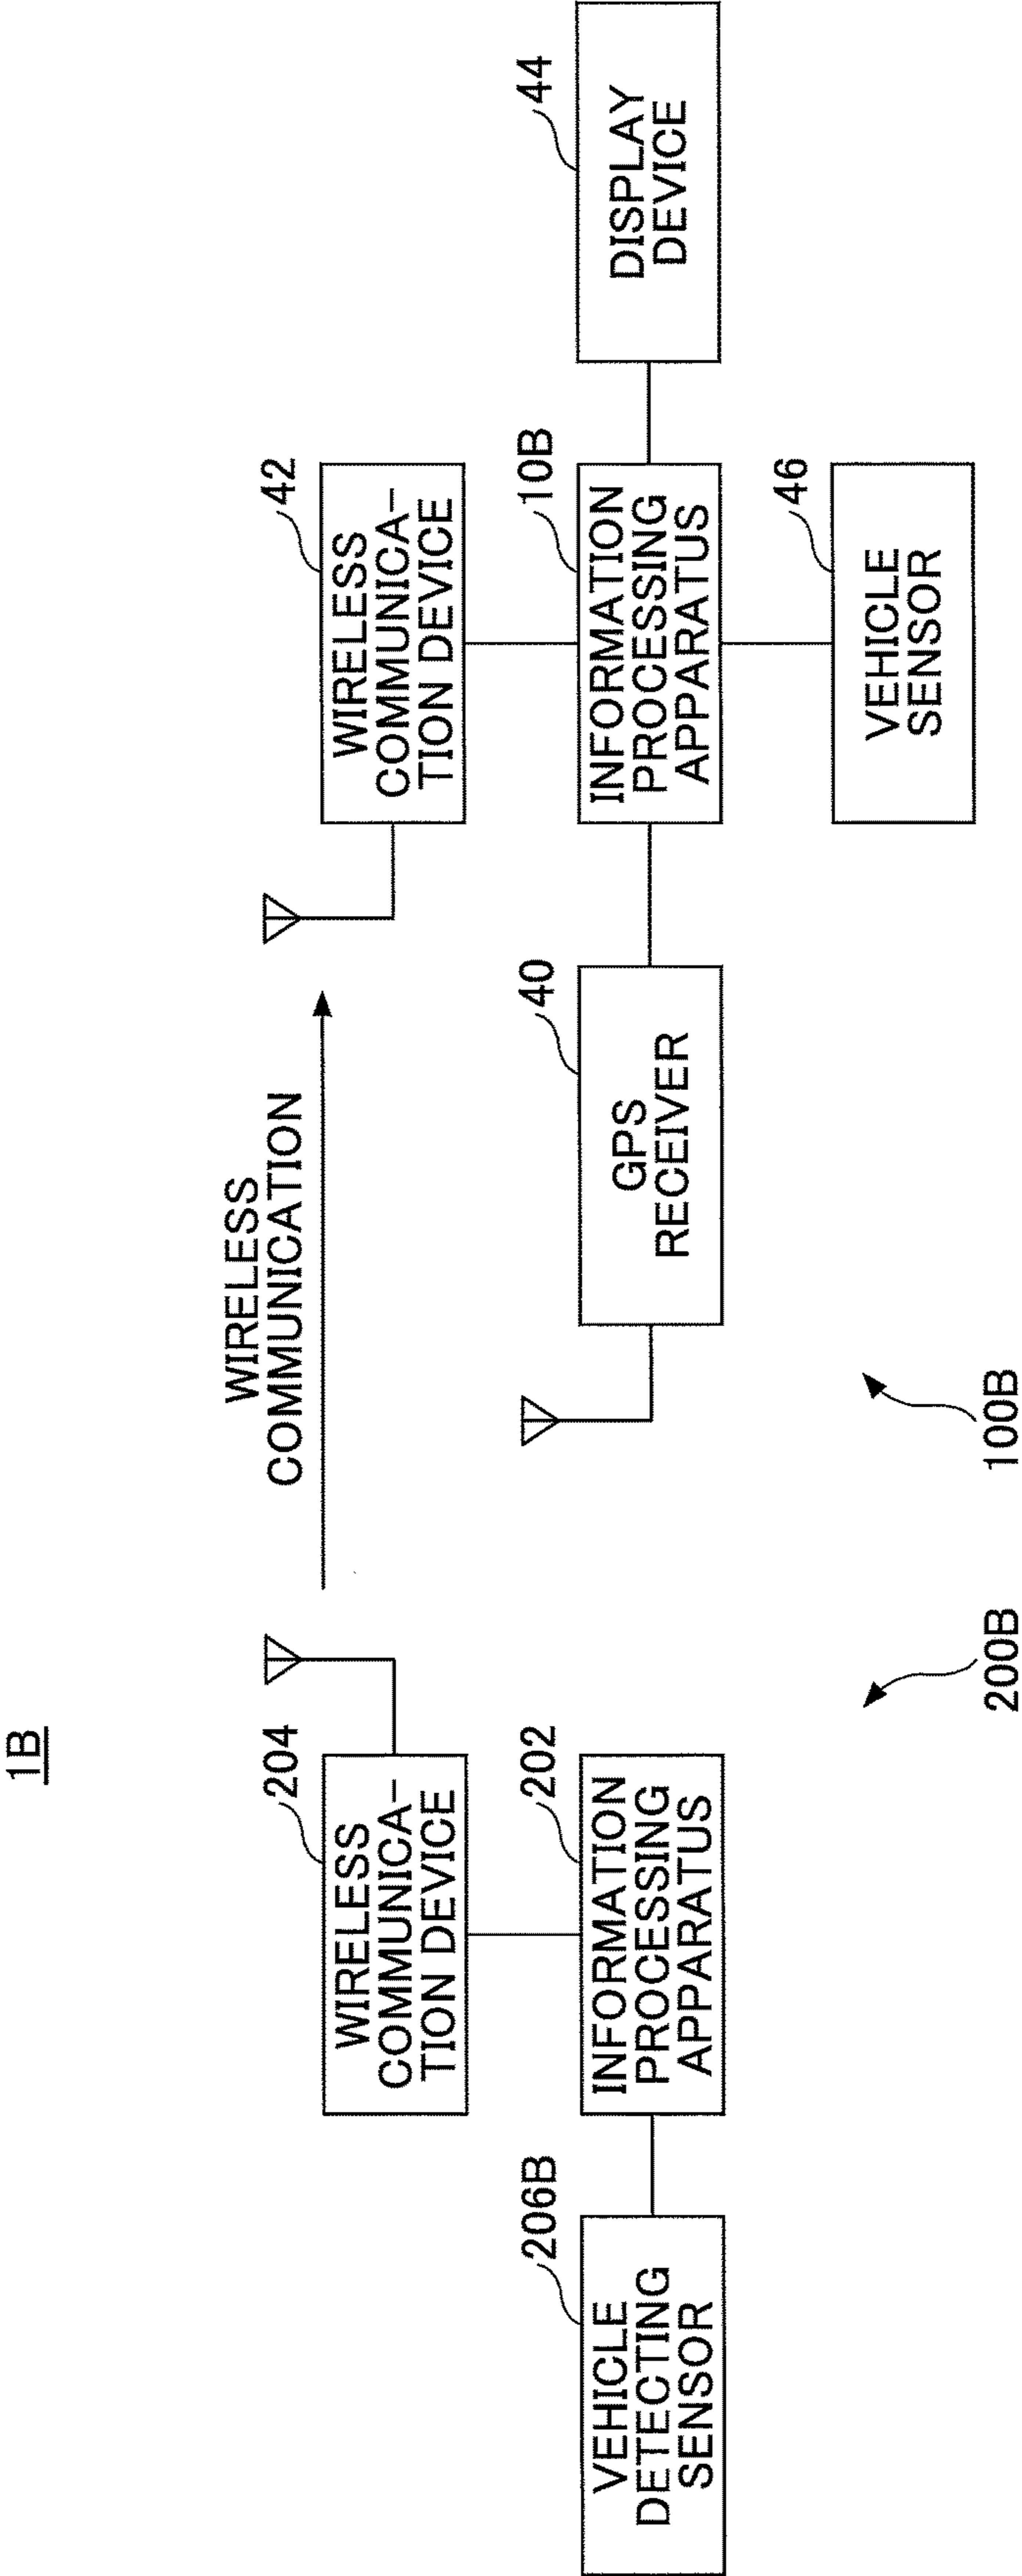 1B
WIRELESS
COMMUNICATION
204
WIRELESS
COMMUNICA-
TION DEVICE
42
WIRELESS
COMMUNICA-
TION DEVICE
206B
VEHICLE
DETECTING
SENSOR
202
INFORMATION
PROCESSING
APPARATUS
40
GPS
RECEIVER
10B
INFORMATION
PROCESSING
APPARATUS
44
DISPLAY
DEVICE
46
VEHICLE
SENSOR
200B
100B